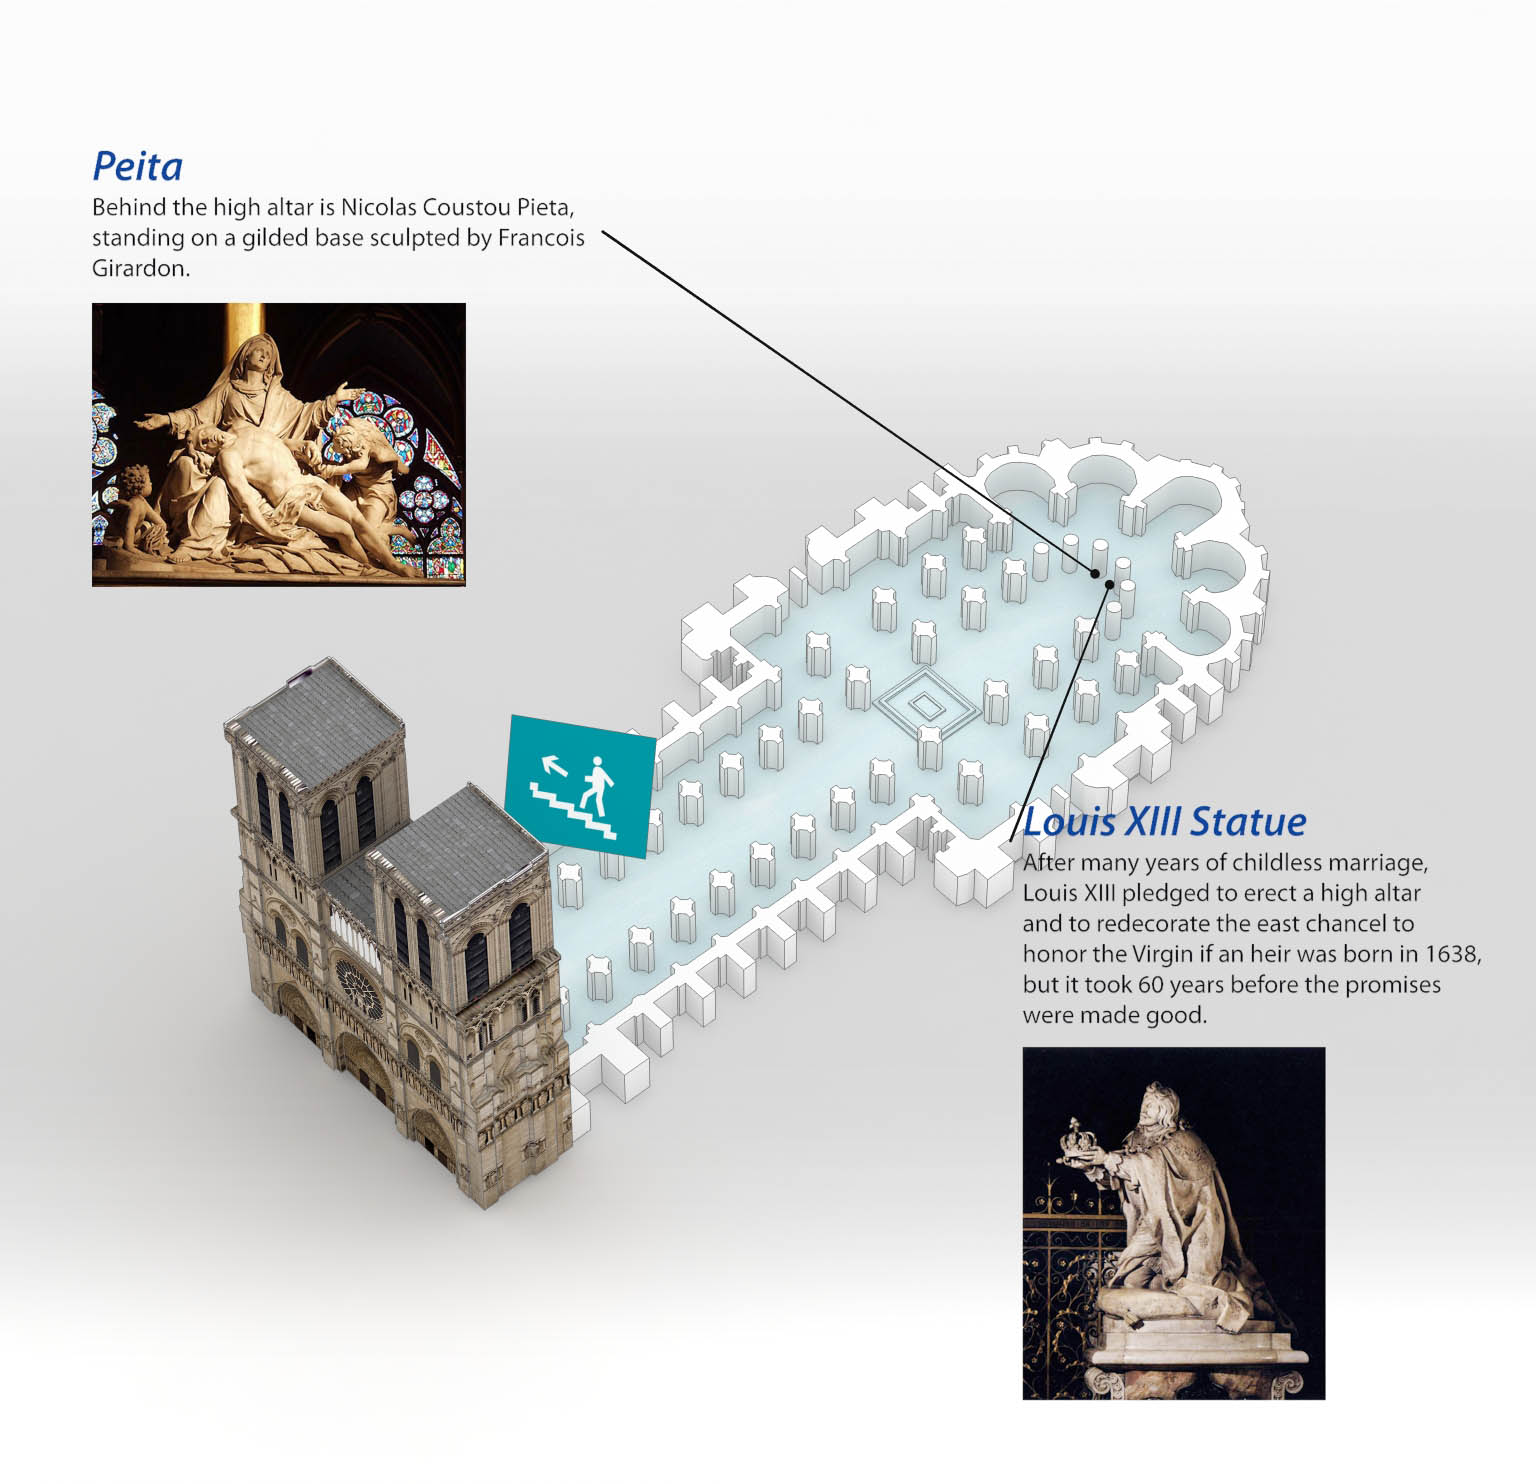 Peita
Behind the high altar is Nicolas Coustou Pieta,
standing on a gilded base sculpted by Francois
Girardon.
Louis XIII Statue
After many years of childless marriage,
Louis XIII pledged to erect a high altar
and to redecorate the east chancel to
honor the Virgin if an heir was born in 1638,
but it took 60 years before the promises
were made good.